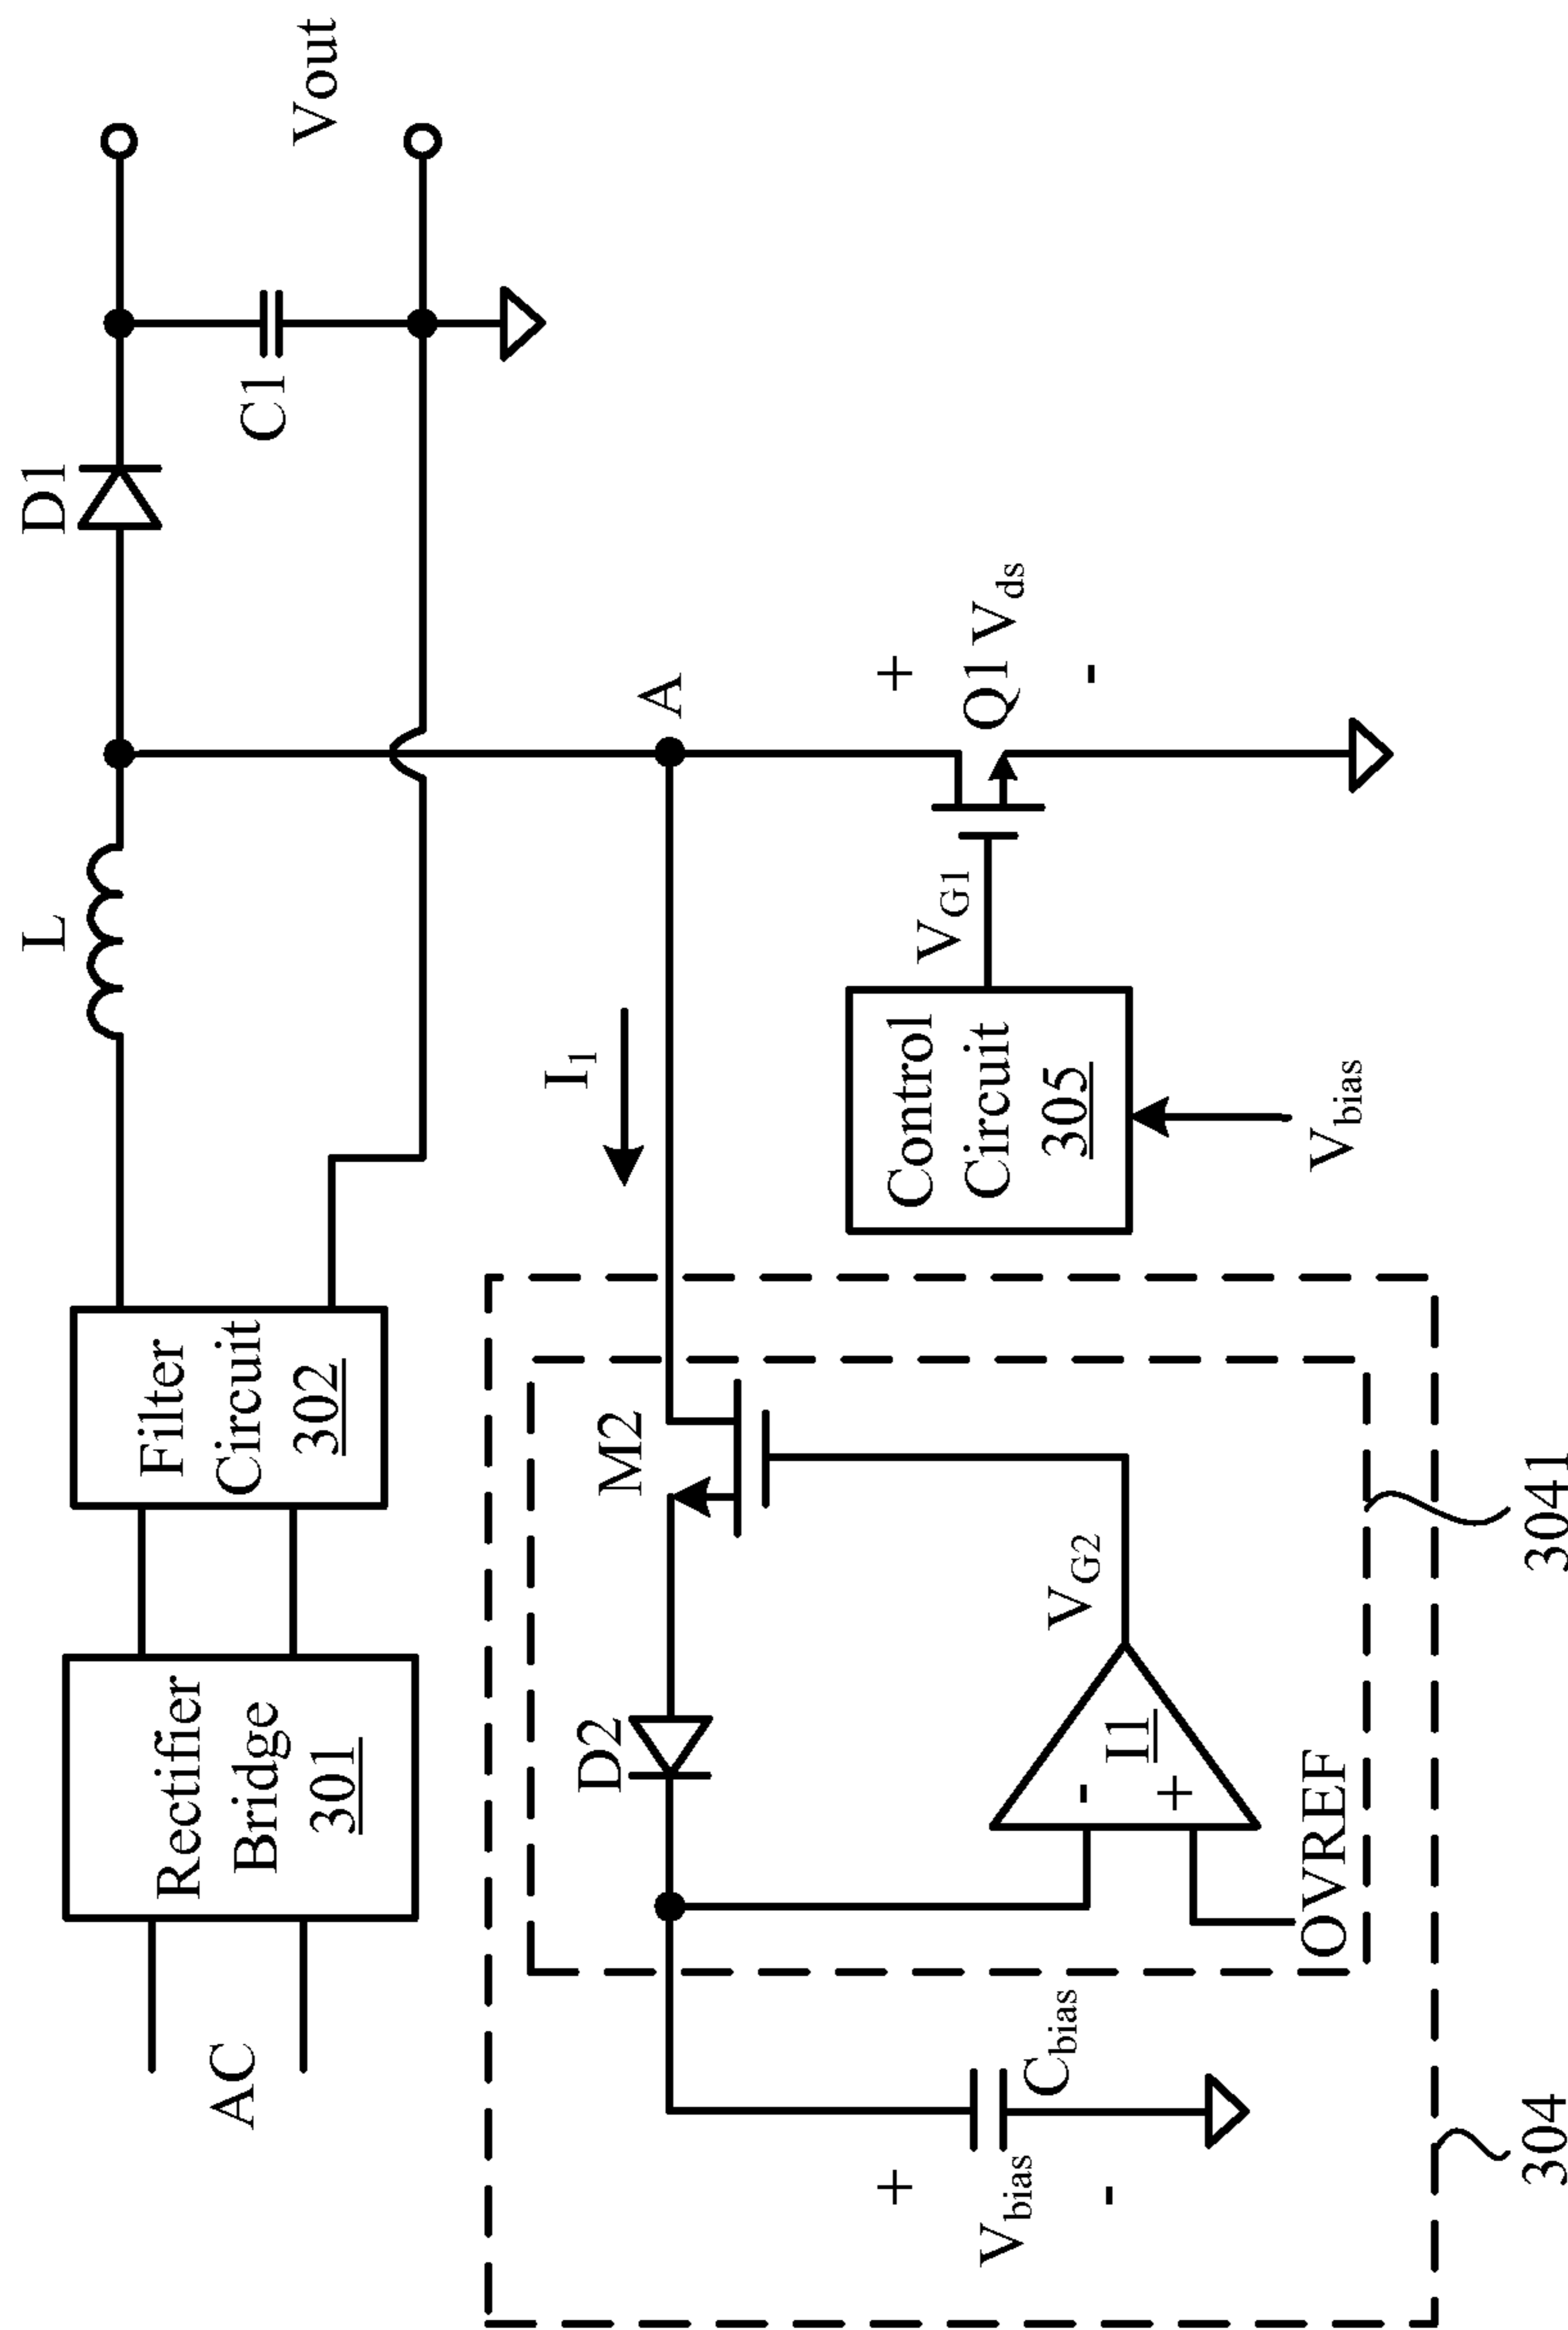 L
D1
Vout
C1
Rectifier
Bridge
301
Filter
Circuit
302
AC
I1
A
M2
D2
VG2
I1
-
+
OVREF
Control
Circuit
305
VG1
+
Q1 Vds
-
Vbias
+
Vbias
-
Cbias
3041
304